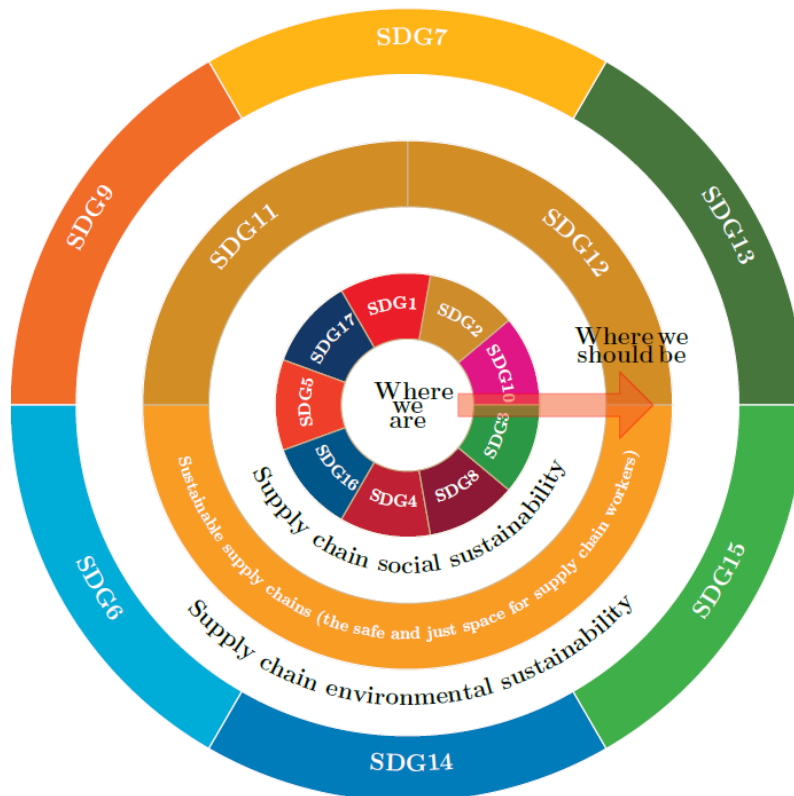 SDG7
SDG9
SDG13
SDG11
SDG12
SDG1
SDG2
SDG17
SDG10
Where we
should be
SDG5
Where
we
are
SDG3
SDG16
SDG4
SDG8
Supply chain social sustainability
Sustainable supply chains (the safe and just space for supply chain workers)
Supply chain environmental sustainability
SDG6
SDG15
SDG14